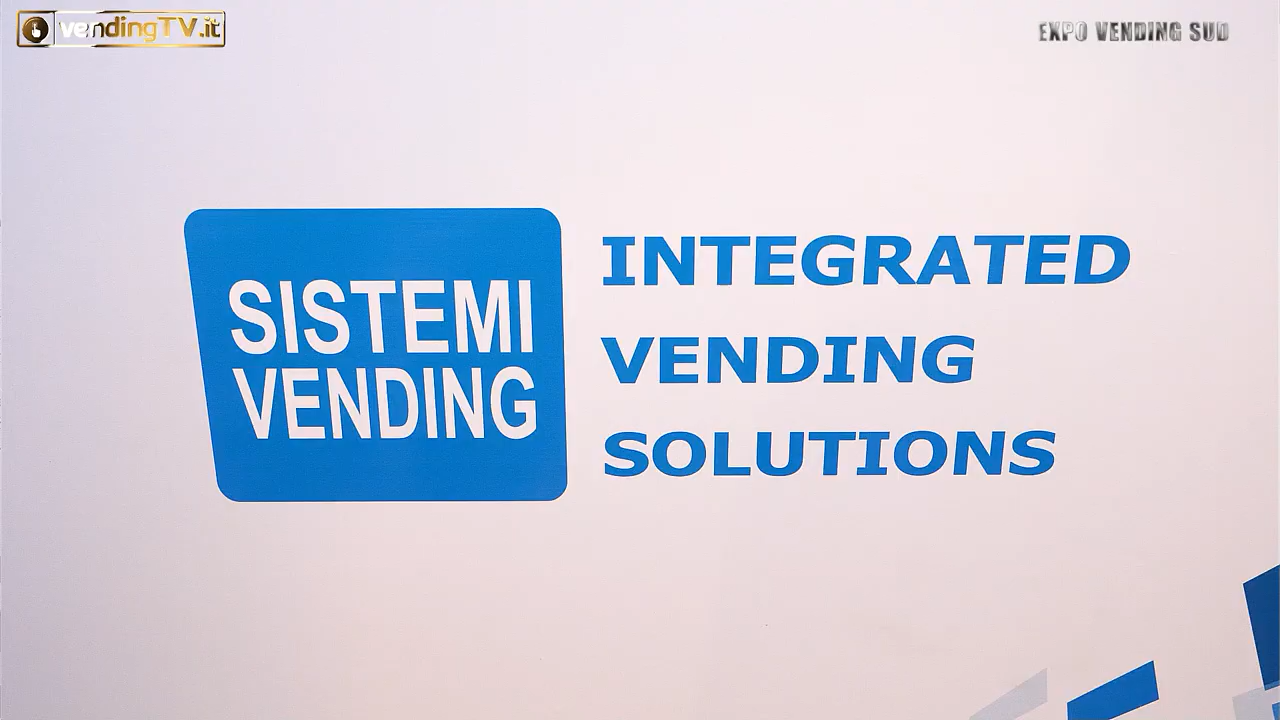 vendingTV.it
EXPO VENDING SUD
SISTEMI
VENDING
INTEGRATED
VENDING
SOLUTIONS